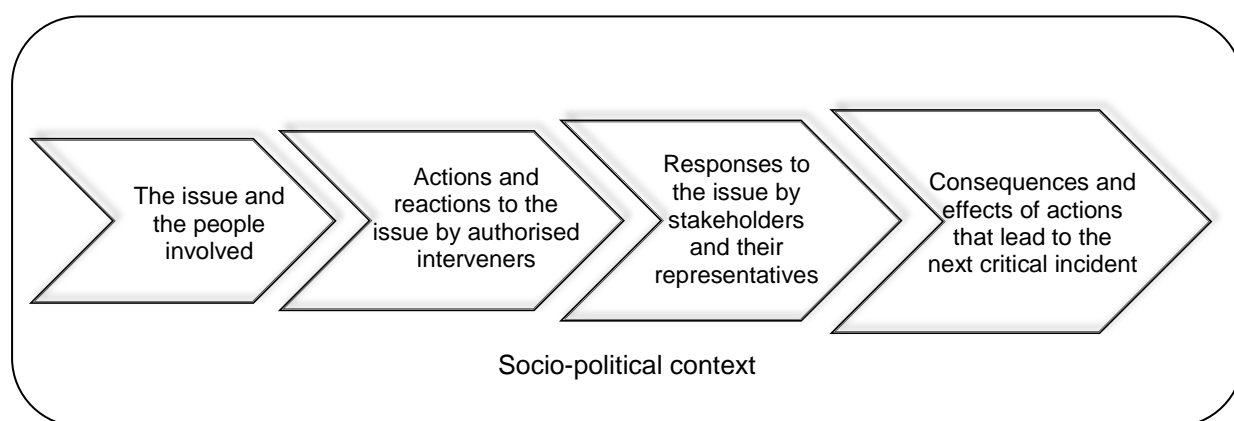 The issue and
the people
involved
Actions and
reactions to the
issue by authorised
interveners
Responses to
the issue by
stakeholders
and their
representatives
Consequences and
effects of actions
that lead to the
next critical incident
Socio-political context